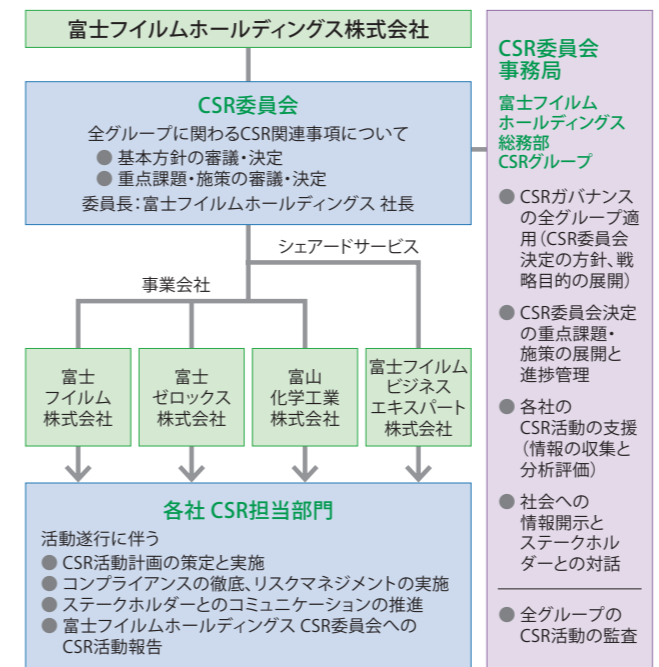 富士フイルムホールディングス株式会社
CSR委員会
全グループに関わるCSR関連事項について
● 基本方針の審議・決定
● 重点課題・施策の審議・決定
委員長：富士フイルムホールディングス 社長
シェアードサービス
事業会社
富士
フイルム
株式会社
富士
ゼロックス
株式会社
富山
化学工業
株式会社
富士フイルム
ビジネス
エキスパート
株式会社
各社 CSR担当部門
活動遂行に伴う
● CSR活動計画の策定と実施
● コンプライアンスの徹底、リスクマネジメントの実施
● ステークホルダーとのコミュニケーションの推進
● 富士フイルムホールディングス CSR委員会への
CSR活動報告
CSR委員会
事務局
富士フイルム
ホールディングス
総務部
CSRグループ
● CSRガバナンス
の全グループ適
用（CSR委員会
決定の方針、戦
略目的の展開）
● CSR委員会決定
の重点課題・
施策の展開と
進捗管理
● 各社の
CSR活動の支援
（情報の収集と
分析評価）
● 社会への
情報開示と
ステークホル
ダーとの対話
● 全グループの
CSR活動の監査